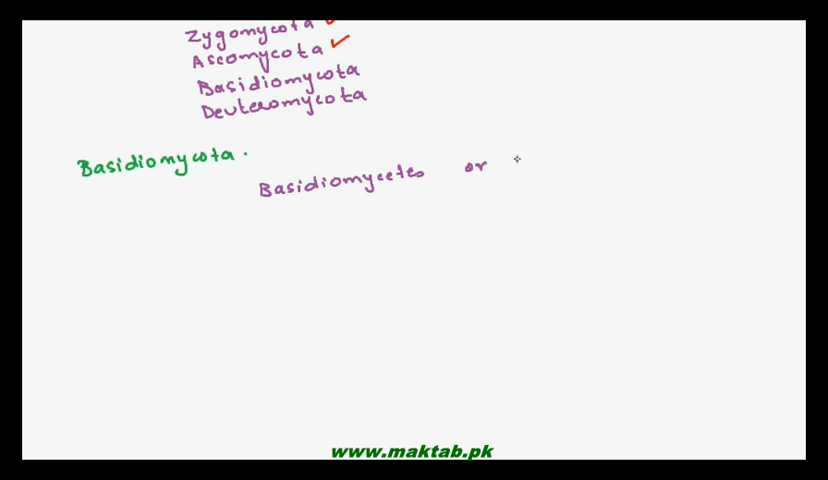 Zygomycota
Ascomycota
Basidiomycota
Deuteromycota
Basidiomycota.
Basidiomycetes or
www.maktab.pk